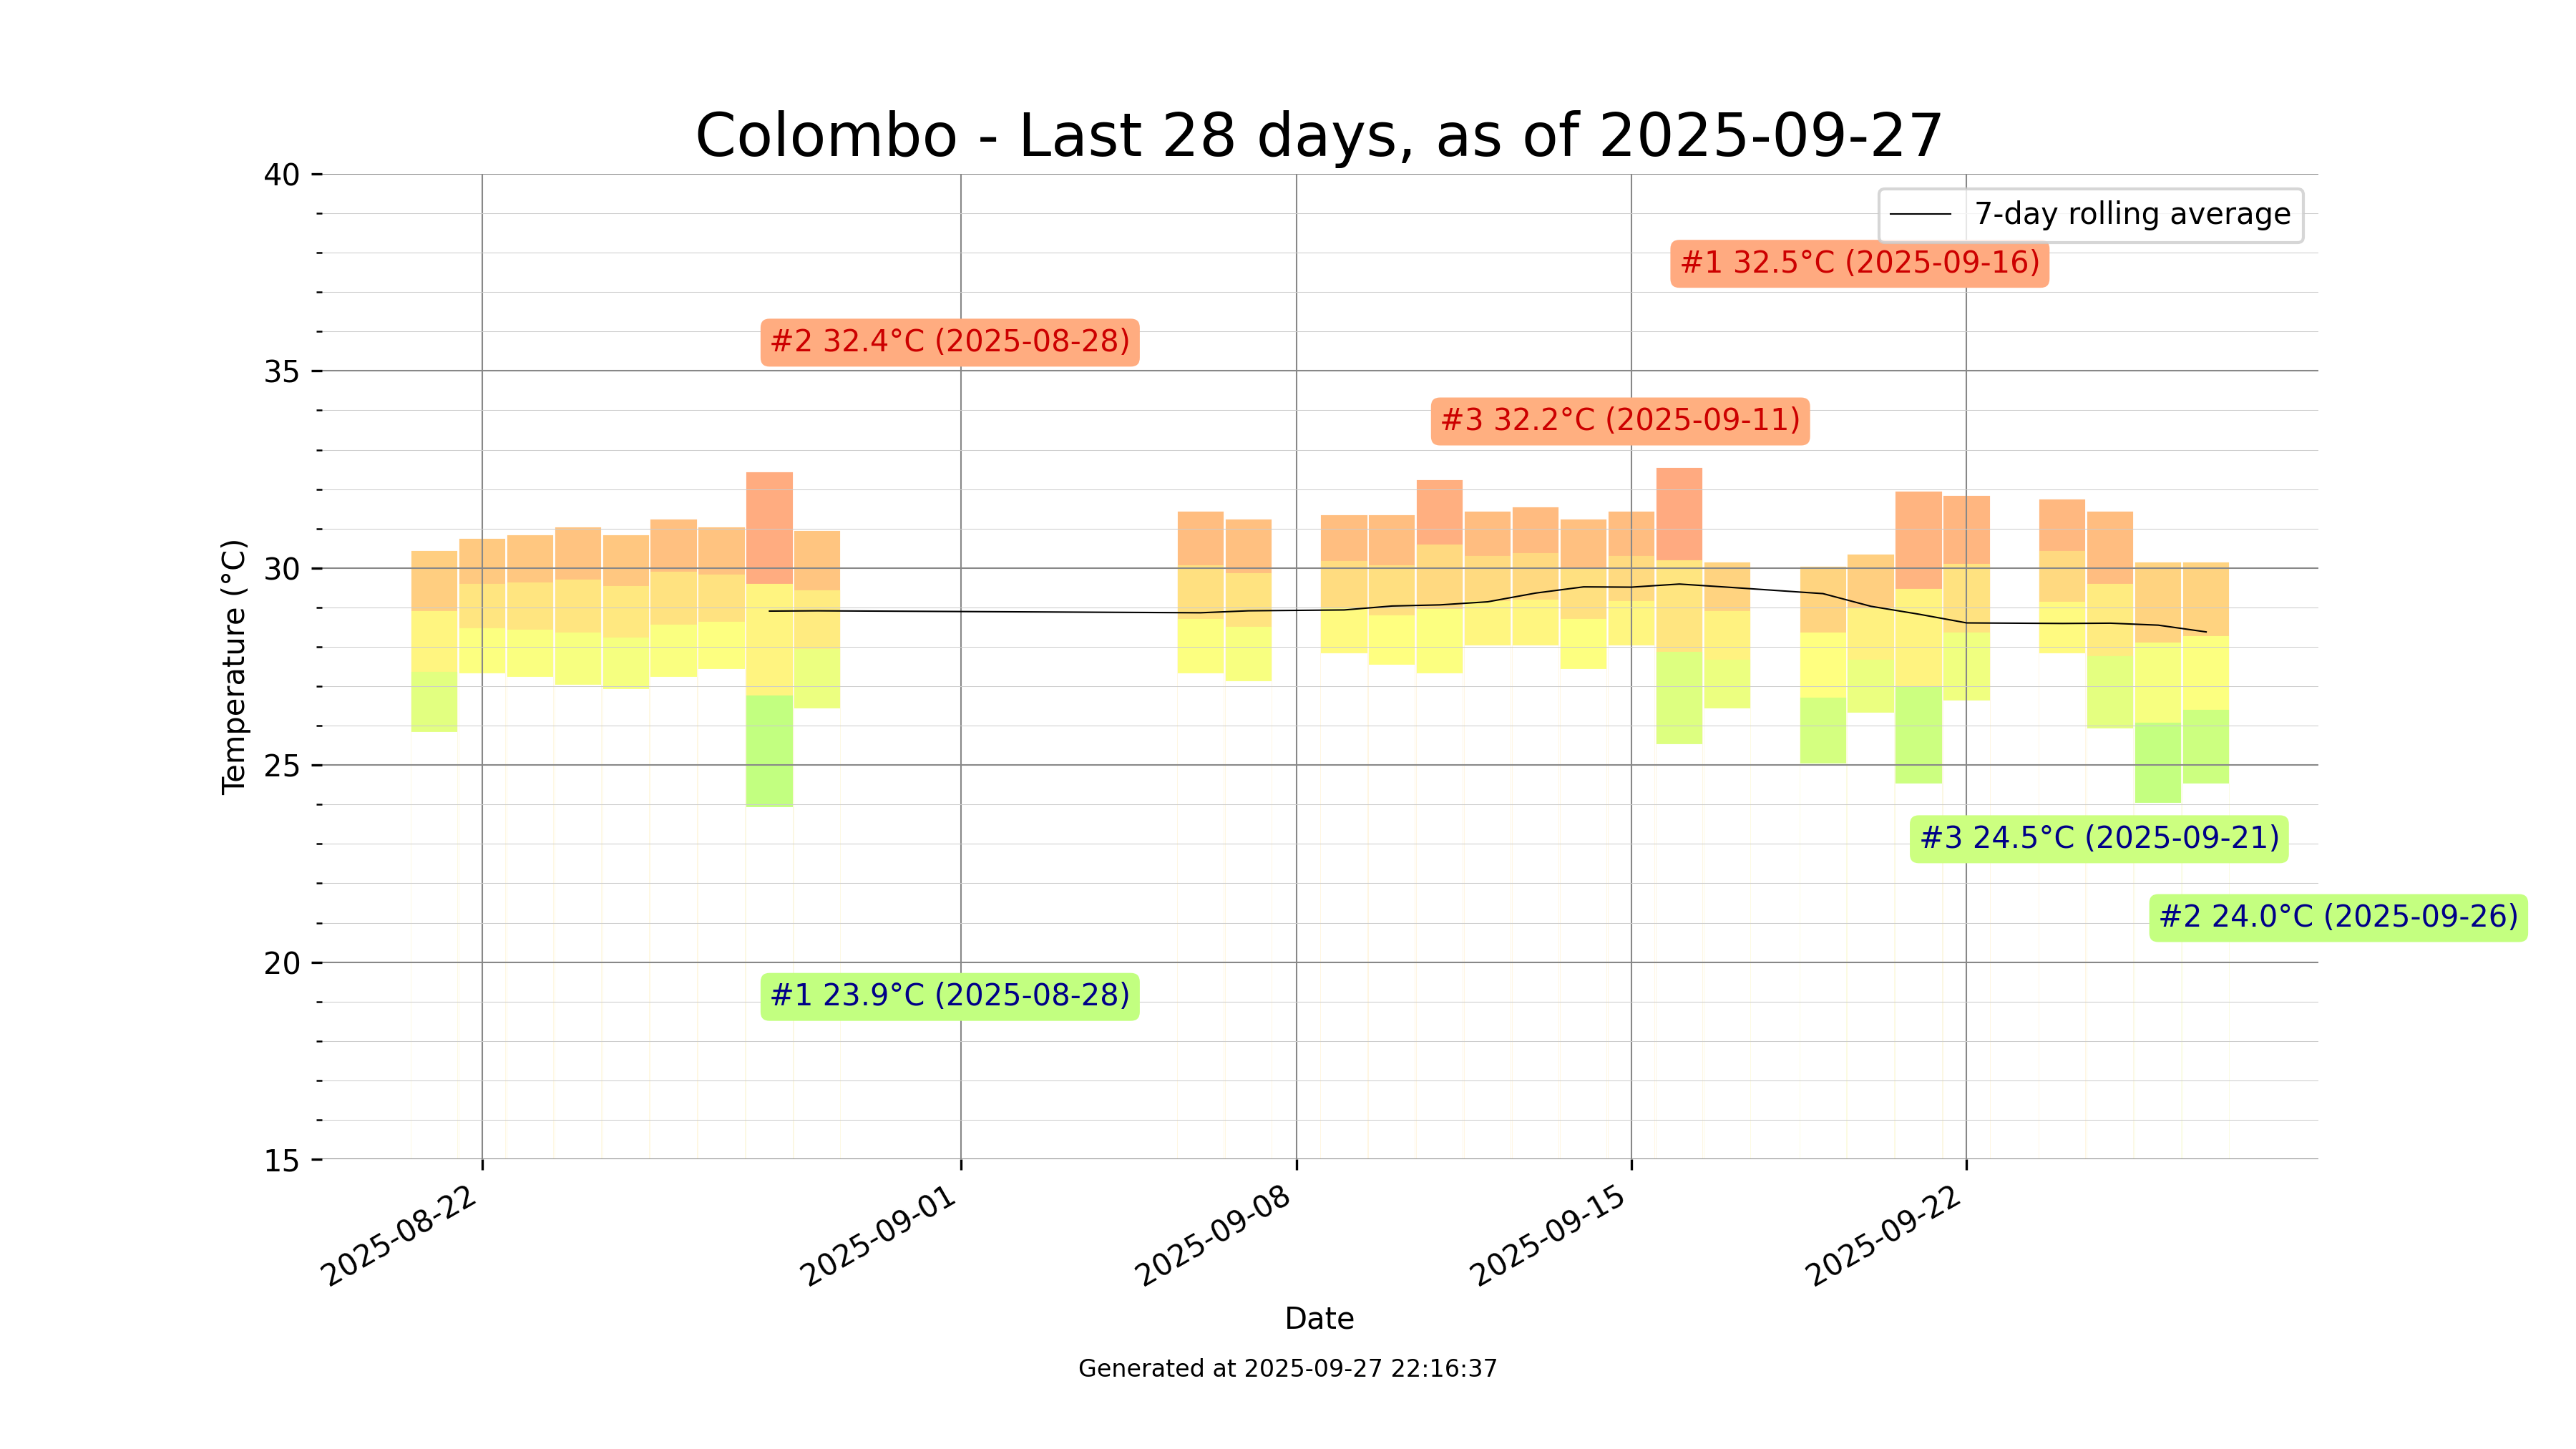 Colombo - Last 28 days, as of 2025-09-27
7-day rolling average
#1 32.5°C (2025-09-16)
#2 32.4°C (2025-08-28)
#3 32.2°C (2025-09-11)
#3 24.5°C (2025-09-21)
#2 24.0°C (2025-09-26)
#1 23.9°C (2025-08-28)
Temperature (°C)
40
35
30
25
20
15
2025-08-22
2025-09-01
2025-09-08
2025-09-15
2025-09-22
Date
Generated at 2025-09-27 22:16:37